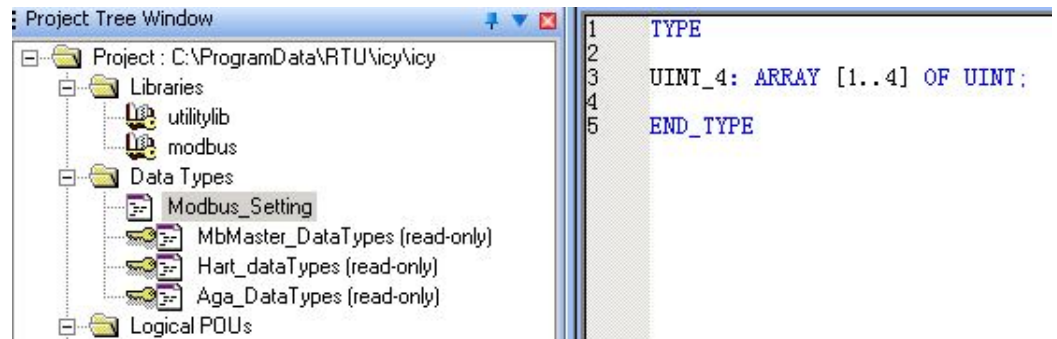 Project Tree Window
Project : C:\ProgramData\RTU\icy\icy
Libraries
utilitylib
modbus
Data Types
Modbus_Setting
MbMaster_DataTypes (read-only)
Hart_dataTypes (read-only)
Aga_DataTypes (read-only)
Logical POUs
1 TYPE
2
3 UINT_4: ARRAY [1..4] OF UINT;
4
5 END_TYPE